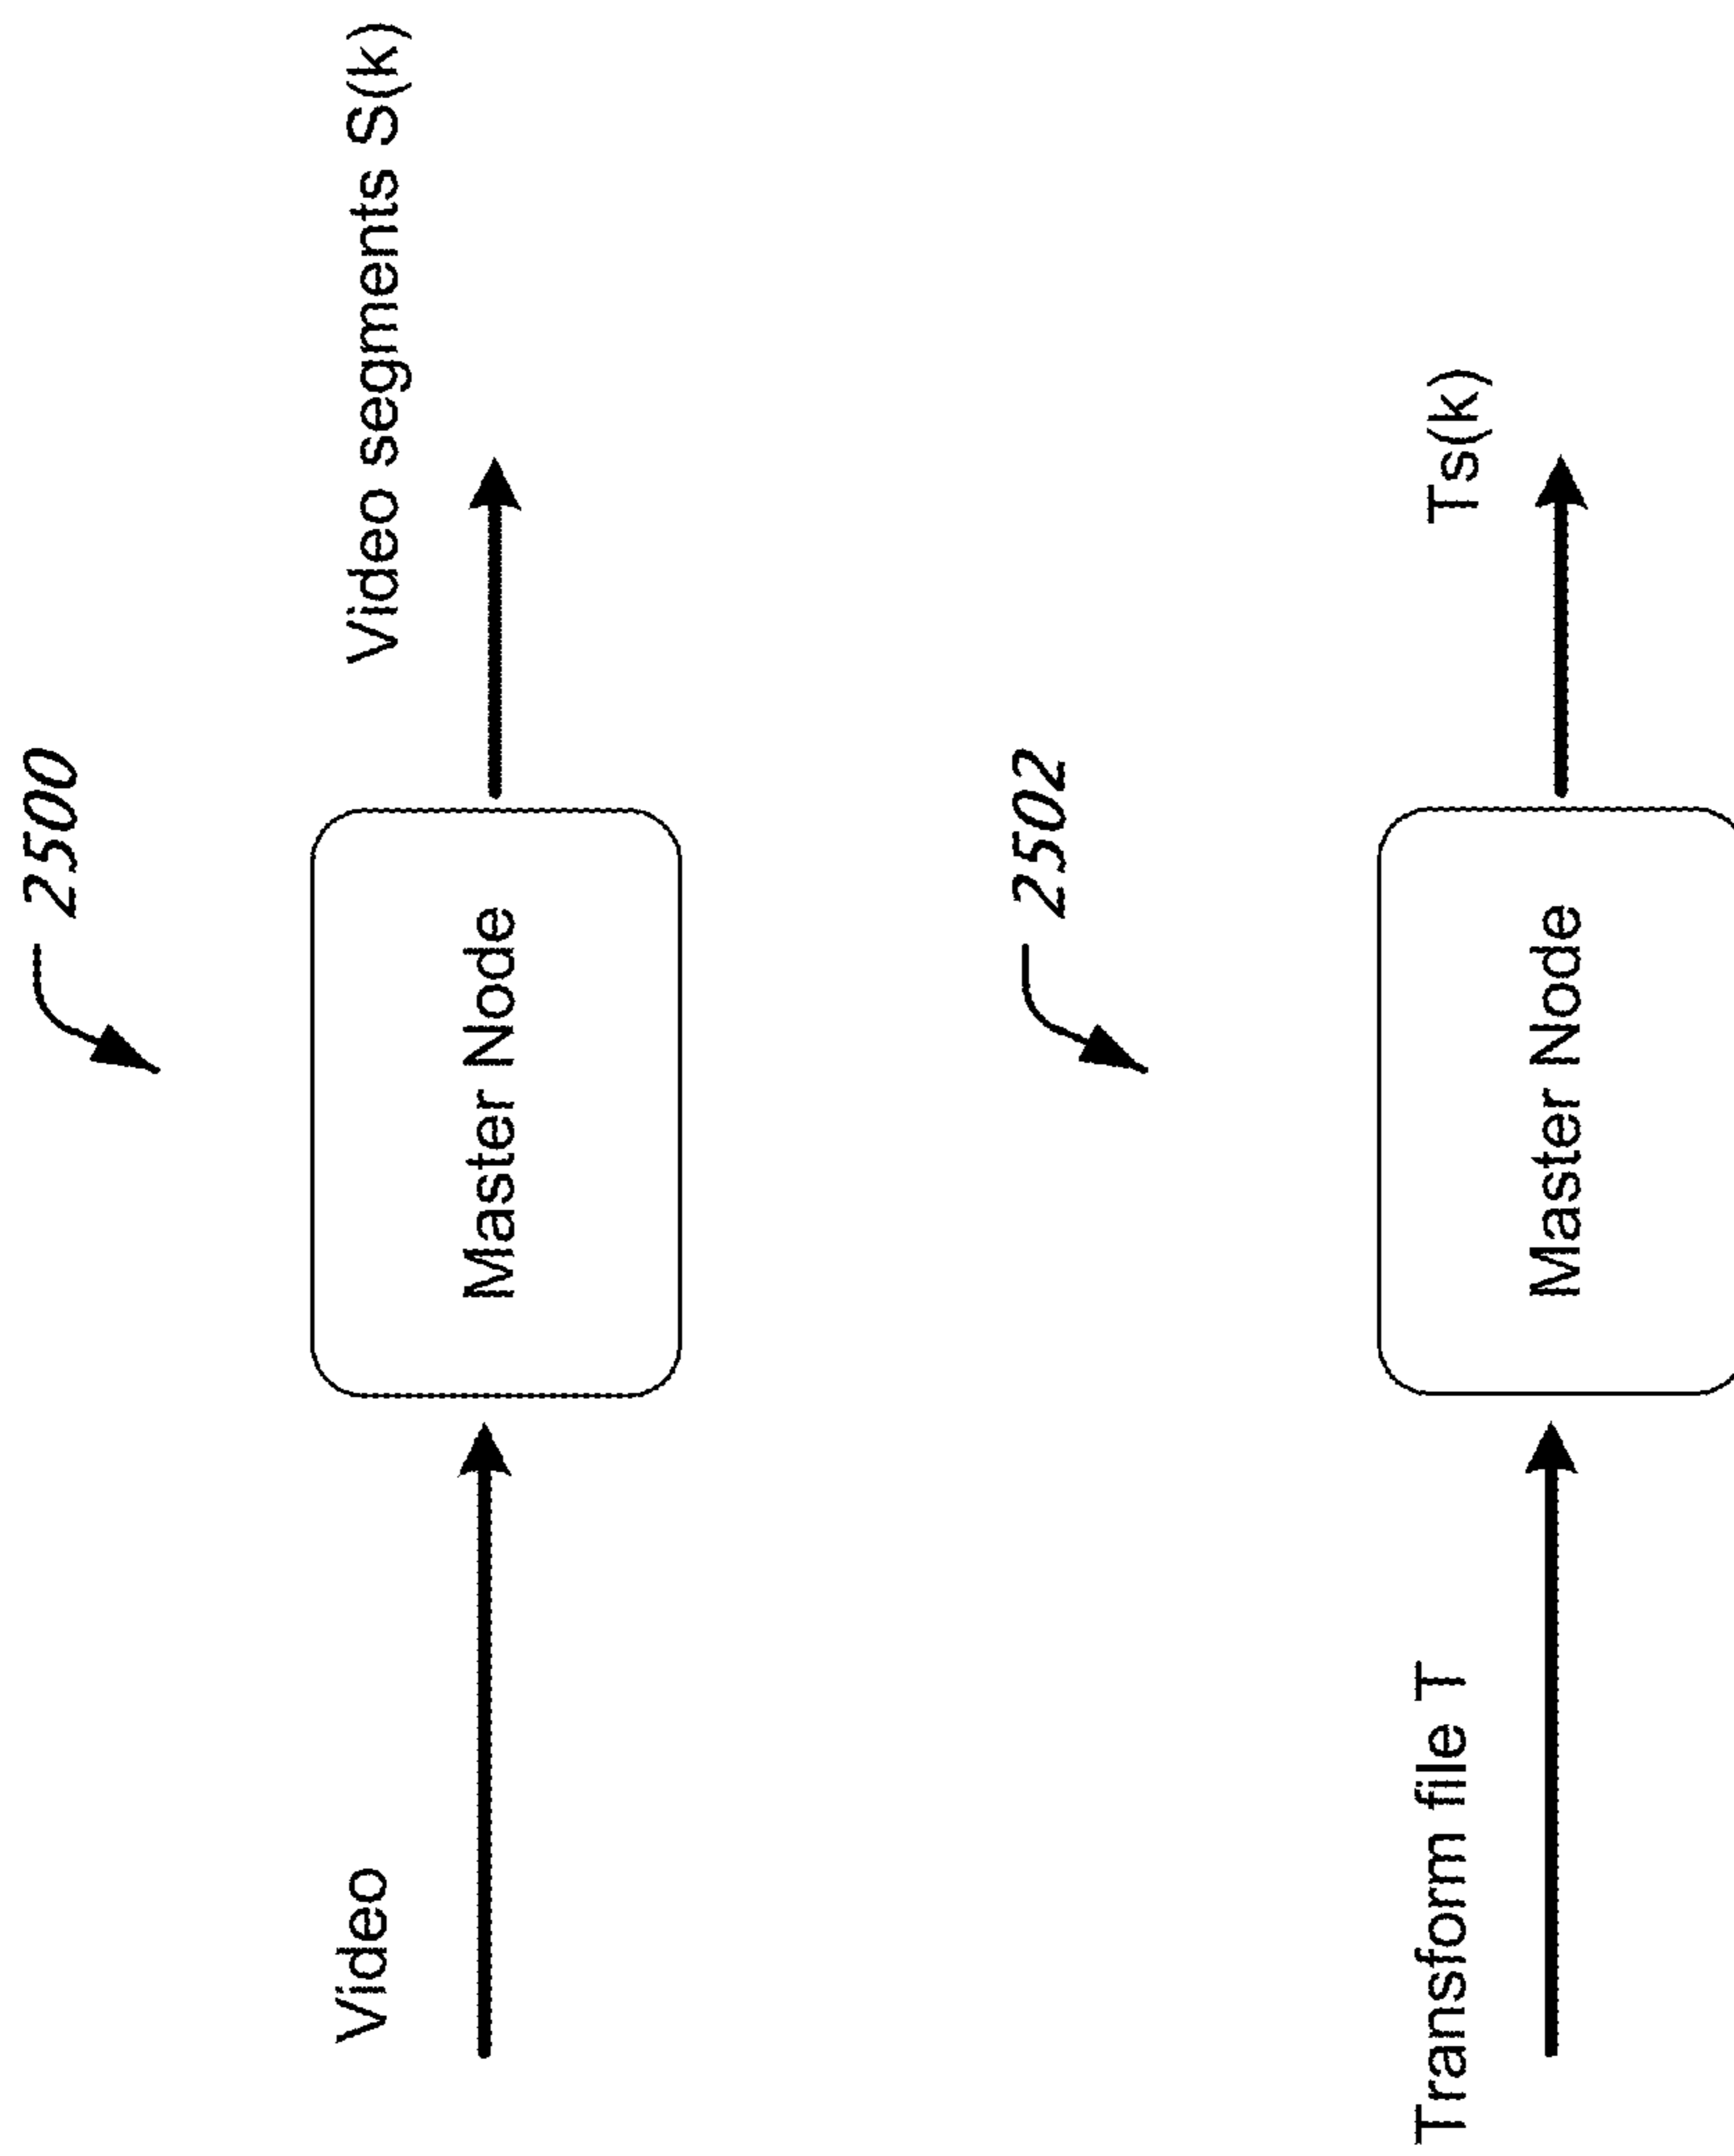 2500
Video
Master Node
Video segments S(k)
2502
Transform file T
Master Node
Ts(k)